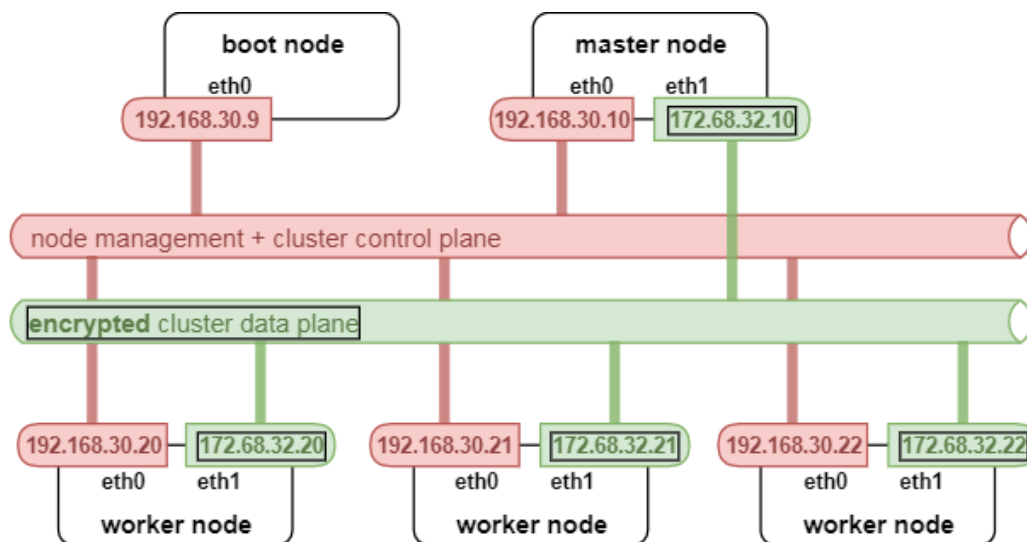 boot node
master node
eth0
eth0 eth1
192.168.30.9
192.168.30.10
172.68.32.10
node management + cluster control plane
encrypted cluster data plane
192.168.30.20
172.68.32.20
192.168.30.21
172.68.32.21
192.168.30.22
172.68.32.22
eth0 eth1
eth0 eth1
eth0 eth1
worker node
worker node
worker node